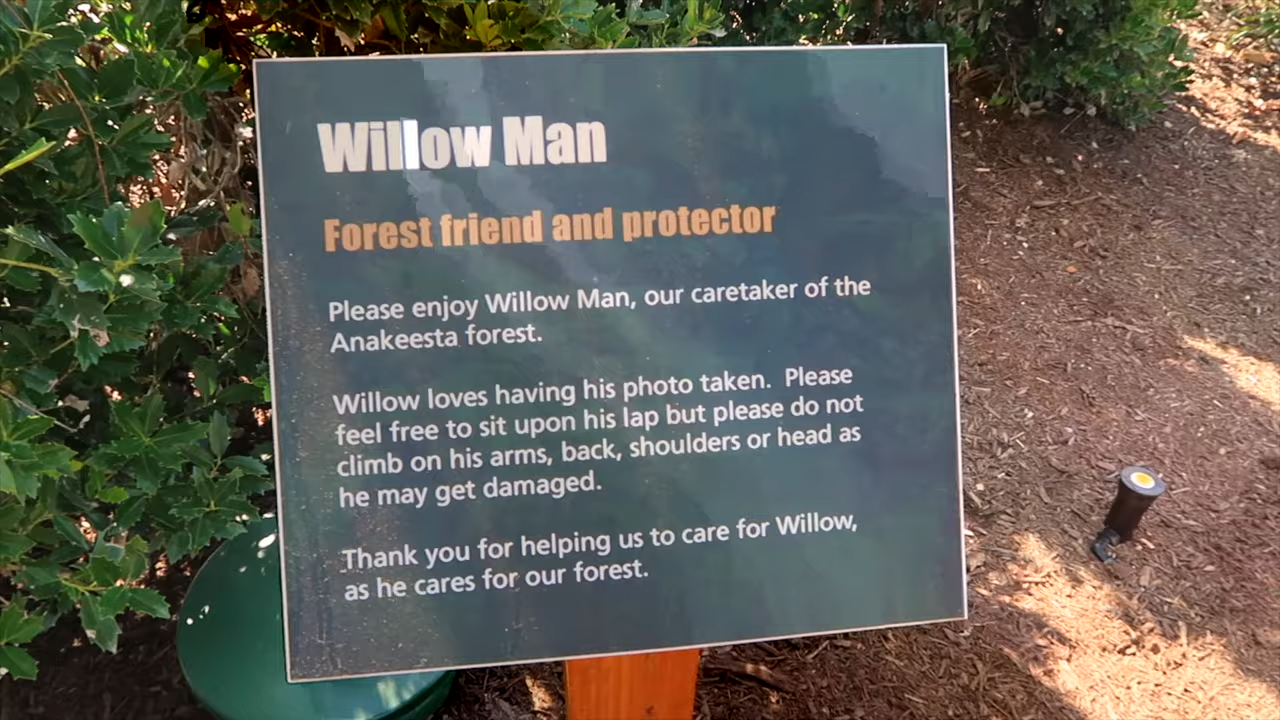 Willow Man
Forest friend and protector
Please enjoy Willow Man, our caretaker of the
Anakeesta forest.
Willow loves having his photo taken.  Please
feel free to sit upon his lap but please do not
climb on his arms, back, shoulders or head as
he may get damaged.
Thank you for helping us to care for Willow,
as he cares for our forest.